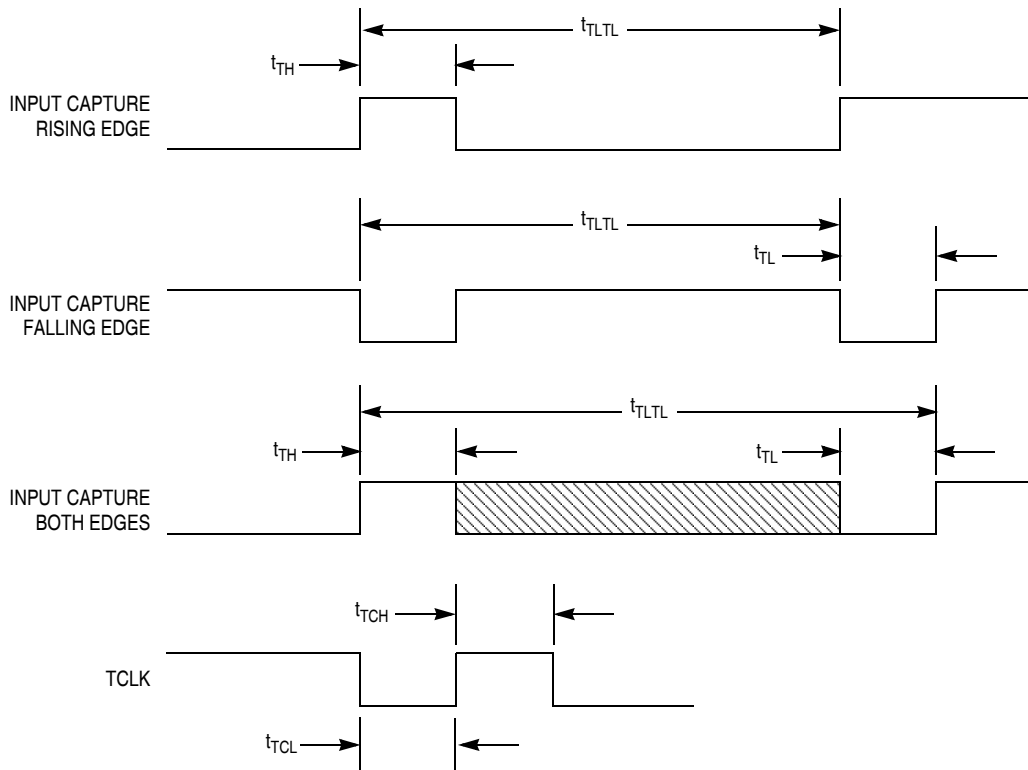 tTLTL
tTH
INPUT CAPTURE
RISING EDGE
tTLTL
tTL
INPUT CAPTURE
FALLING EDGE
tTLTL
tTH
tTL
INPUT CAPTURE
BOTH EDGES
tTCH
TCLK
tTCL